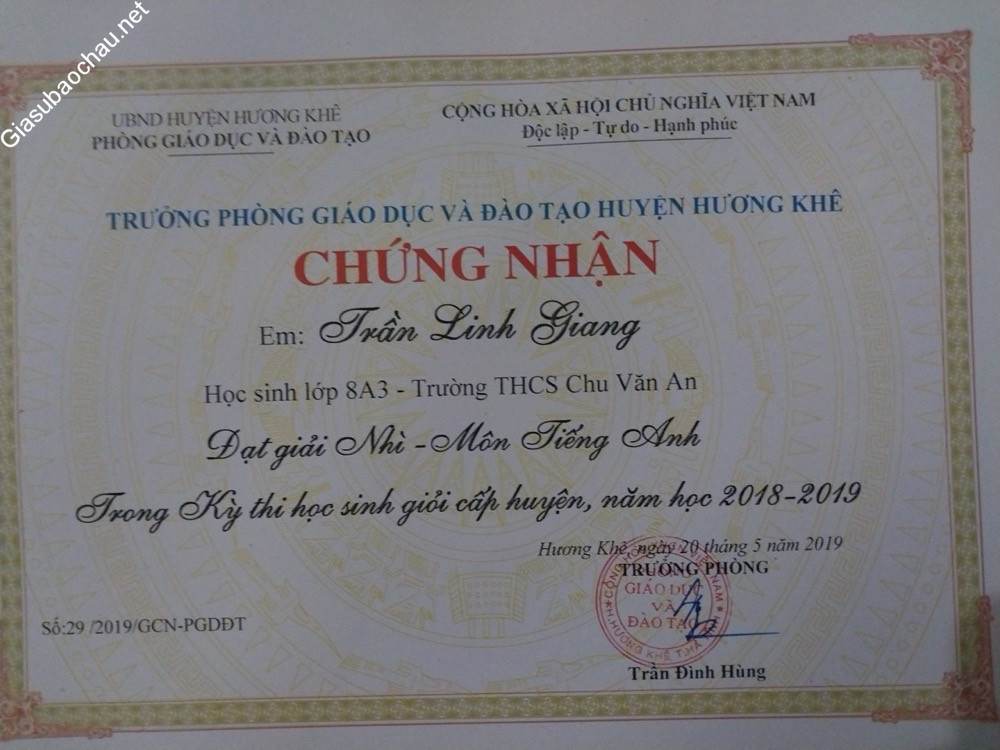 Giasubaochau.net
UBND HUYỆN HƯƠNG KHÊ
PHÒNG GIÁO DỤC VÀ ĐÀO TẠO
CỘNG HÒA XÃ HỘI CHỦ NGHĨA VIỆT NAM
Độc lập - Tự do - Hạnh phúc
TRƯỞNG PHÒNG GIÁO DỤC VÀ ĐÀO TẠO HUYỆN HƯƠNG KHÊ
CHỨNG NHẬN
Em: Trần Linh Giang
Học sinh lớp 8A3 - Trường THCS Chu Văn An
Đạt giải Nhì - Môn Tiếng Anh
Trong Kỳ thi học sinh giỏi cấp huyện, năm học 2018-2019
Hương Khê, ngày 20 tháng 5 năm 2019
TRƯỞNG PHÒNG
GIÁO DỤC
VÀ
ĐÀO TẠO
H.HƯƠNG KHÊ T.HÀ
Số:29 /2019/GCN-PGDĐT
Trần Đình Hùng